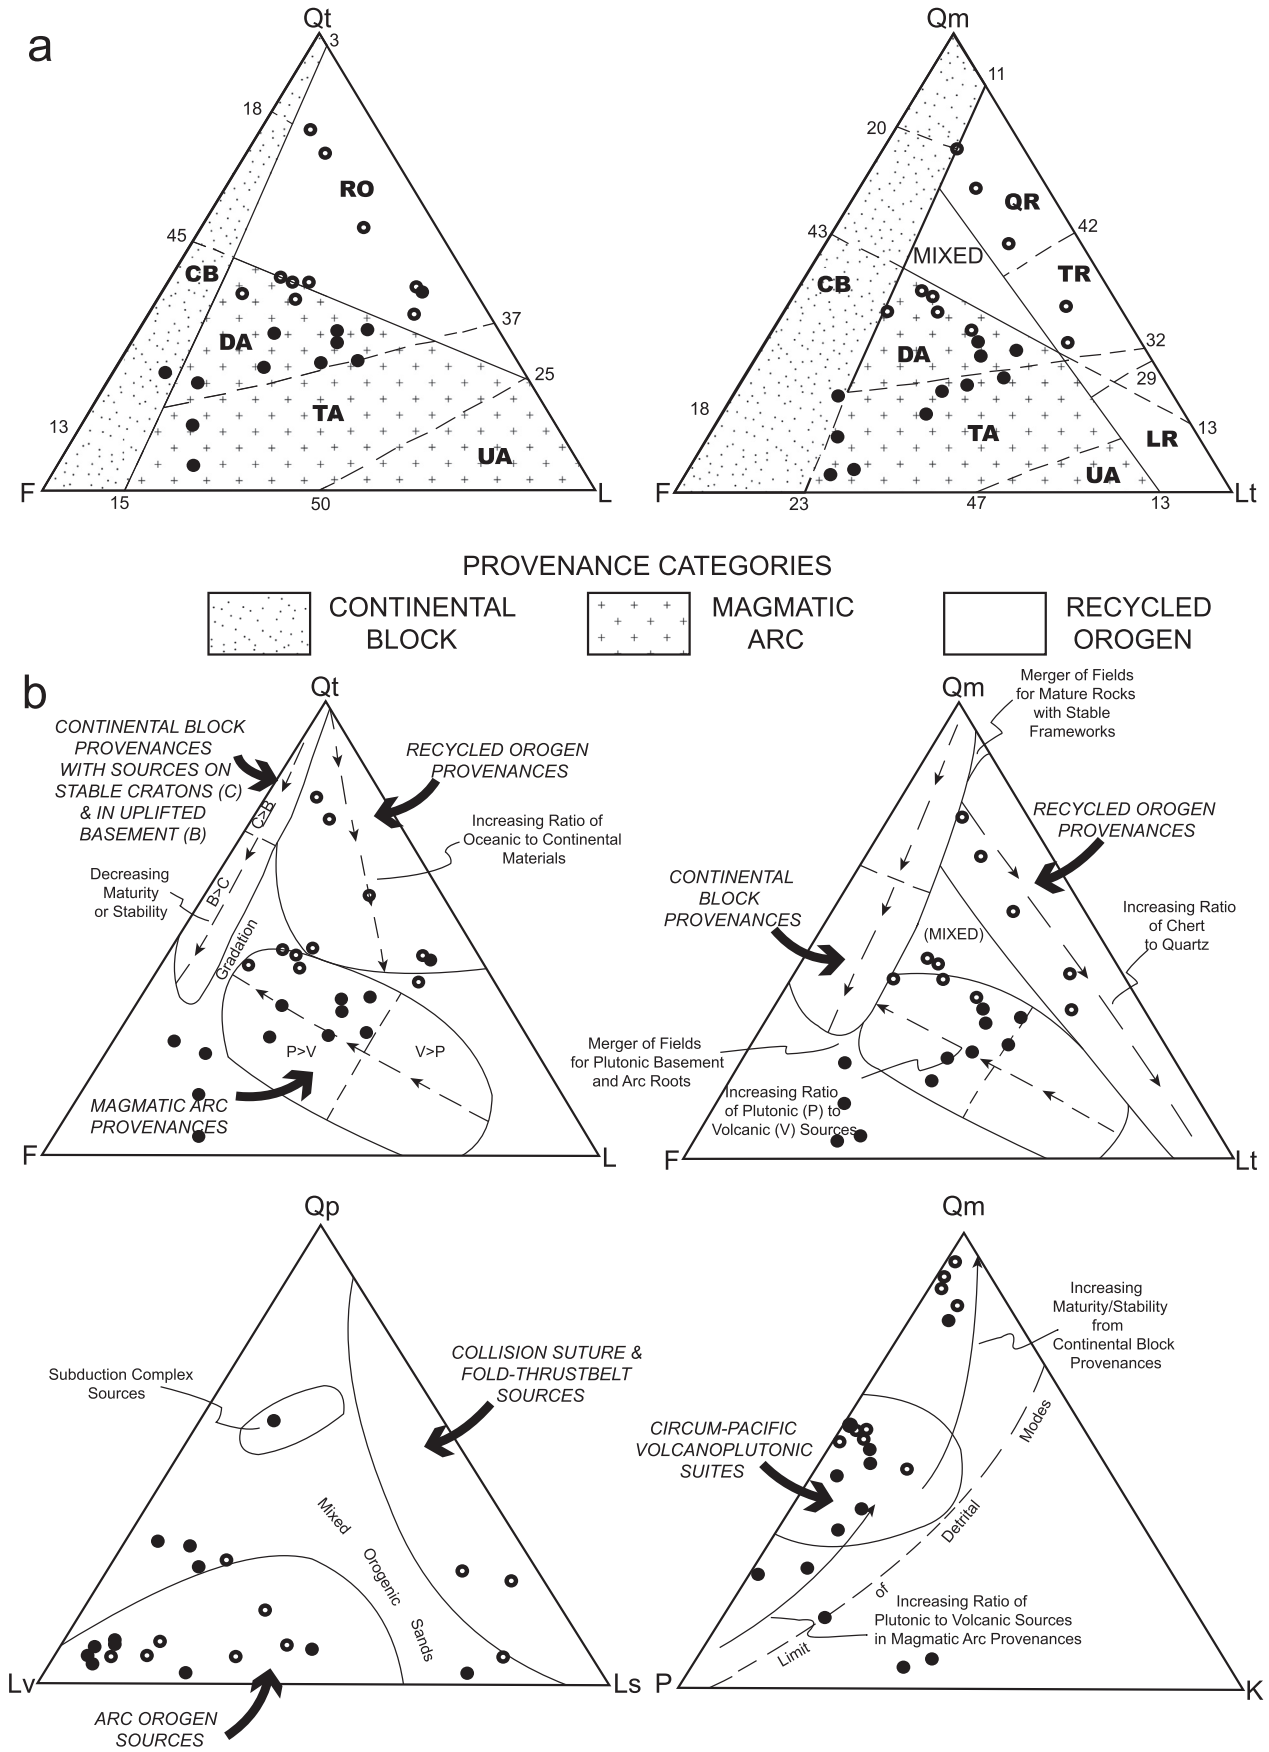 a
Qt
3
18
RO
45
CB
37
DA
25
TA
13
UA
F
15
50
L
Qm
11
20
QR
42
43
MIXED
TR
CB
32
DA
29
18
13
TA
LR
UA
F
23
47
13
Lt
PROVENANCE CATEGORIES
CONTINENTAL
BLOCK
MAGMATIC
ARC
RECYCLED
OROGEN
b
Qt
CONTINENTAL BLOCK
PROVENANCES
WITH SOURCES ON
STABLE CRATONS (C)
& IN UPLIFTED
BASEMENT (B)
RECYCLED OROGEN
PROVENANCES
C>B
Increasing Ratio of
Oceanic to Continental
Materials
Decreasing
Maturity
or Stability
B>C
Gradation
P>V
V>P
MAGMATIC ARC
PROVENANCES
F
L
Qm
Merger of Fields
for Mature Rocks
with Stable
Frameworks
RECYCLED OROGEN
PROVENANCES
CONTINENTAL
BLOCK
PROVENANCES
Increasing Ratio
of Chert
to Quartz
(MIXED)
Merger of Fields
for Plutonic Basement
and Arc Roots
Increasing Ratio
of Plutonic (P) to
Volcanic (V) Sources
F
Lt
Qp
COLLISION SUTURE &
FOLD-THRUSTBELT
SOURCES
Subduction Complex
Sources
Mixed
Orogenic
Sands
Lv
Ls
ARC OROGEN
SOURCES
Qm
Increasing
Maturity/Stability
from
Continental Block
Provenances
CIRCUM-PACIFIC
VOLCANOPLUTONIC
SUITES
Modes
Detrital
of
Limit
Increasing Ratio of
Plutonic to Volcanic Sources
in Magmatic Arc Provenances
P
K